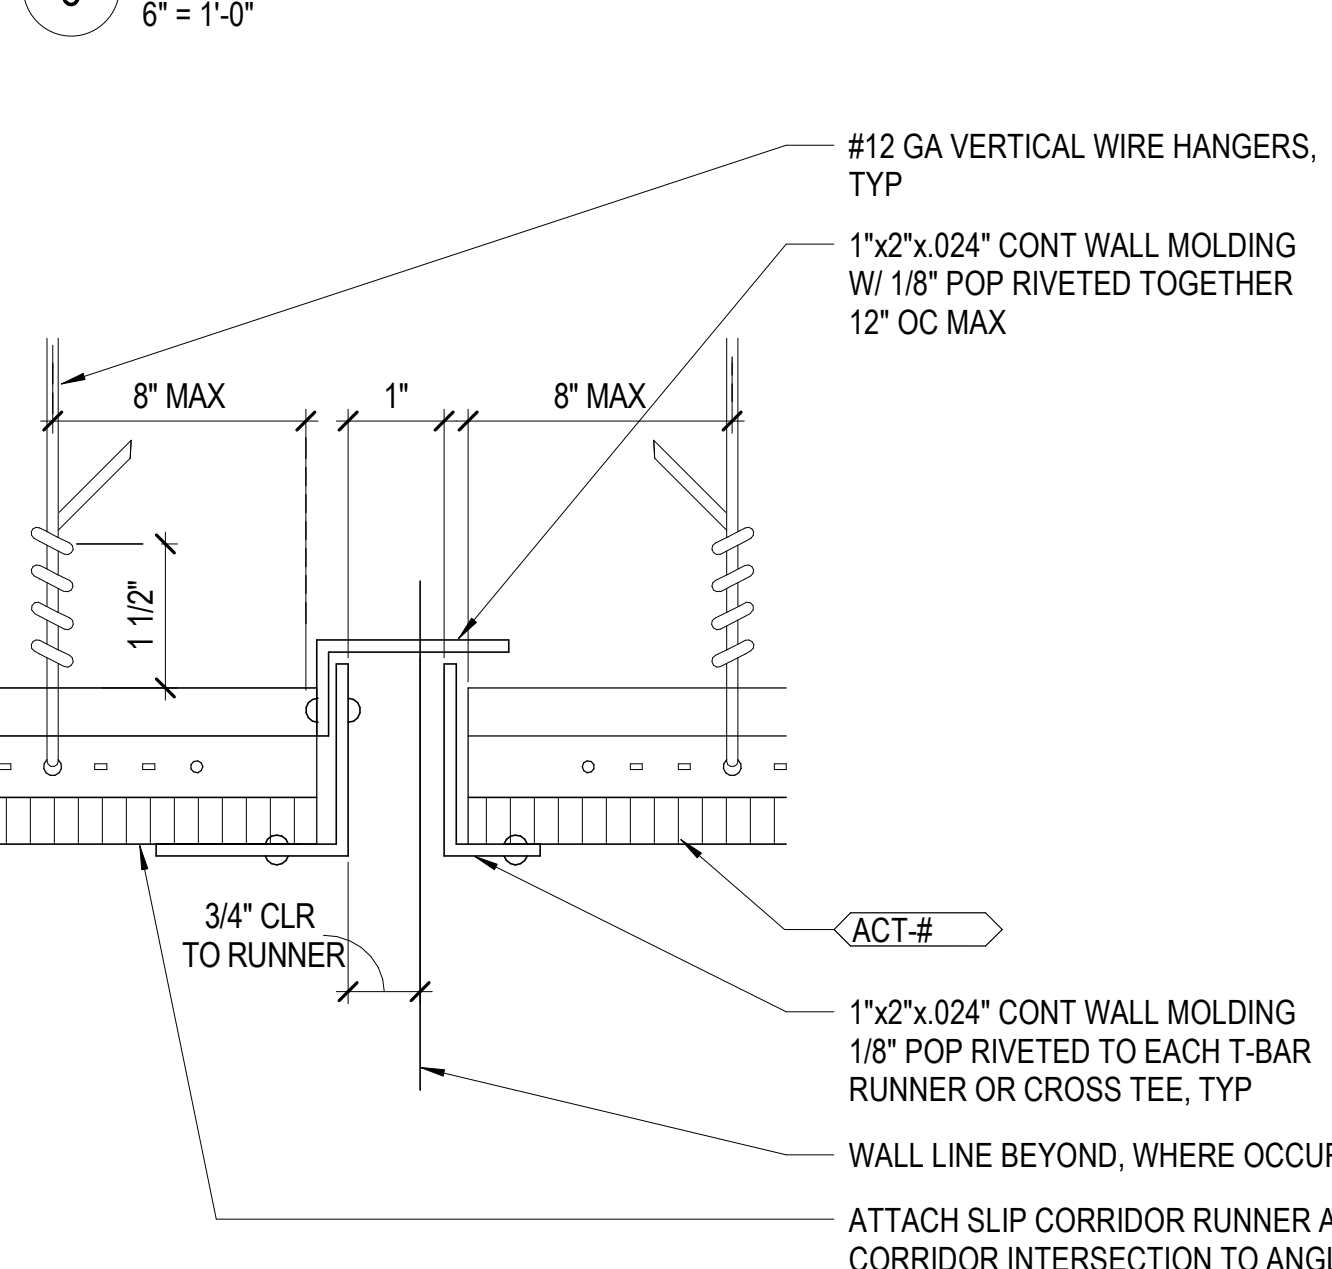 6" = 1'-0"
#12 GA VERTICAL WIRE HANGERS,
TYP
1"x2"x.024" CONT WALL MOLDING
W/ 1/8" POP RIVETED TOGETHER
12" OC MAX
8" MAX
1"
8" MAX
1 1/2"
3/4" CLR
TO RUNNER
ACT-#
1"x2"x.024" CONT WALL MOLDING
1/8" POP RIVETED TO EACH T-BAR
RUNNER OR CROSS TEE, TYP
WALL LINE BEYOND, WHERE OCCUR
ATTACH SLIP CORRIDOR RUNNER A
CORRIDOR INTERSECTION TO ANGL